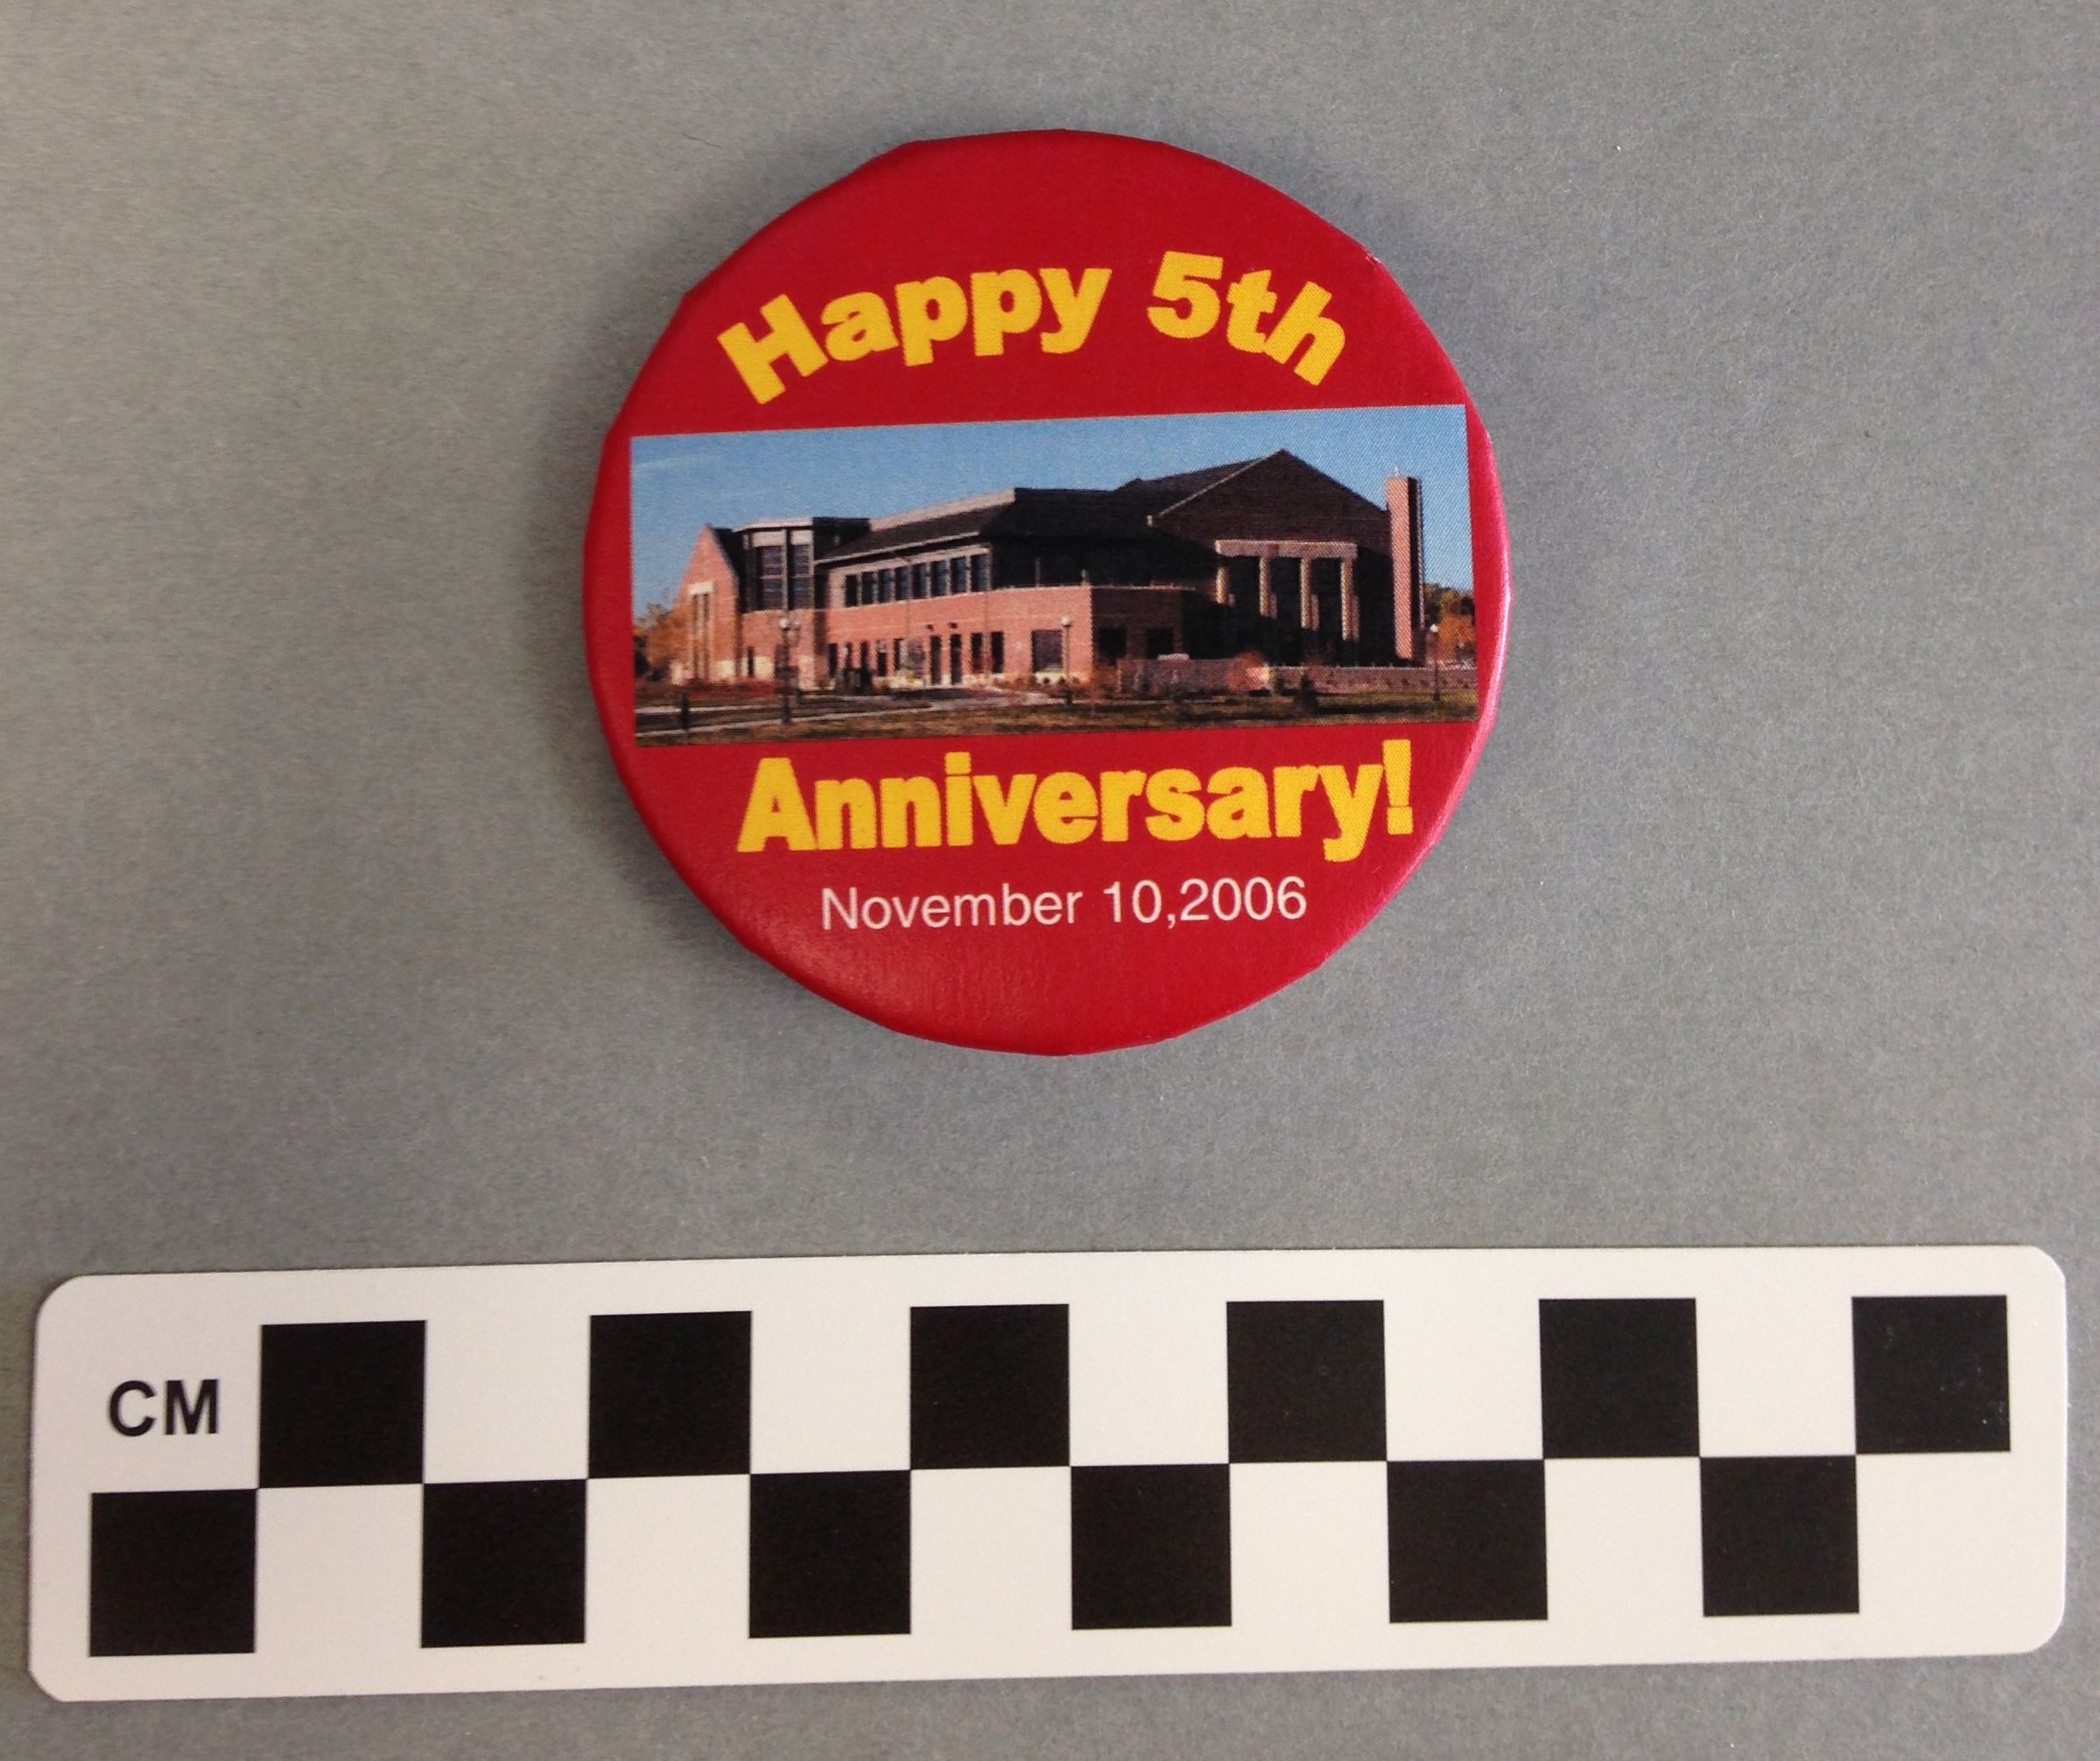 Happy 5th
Anniversary!
November 10,2006
CM